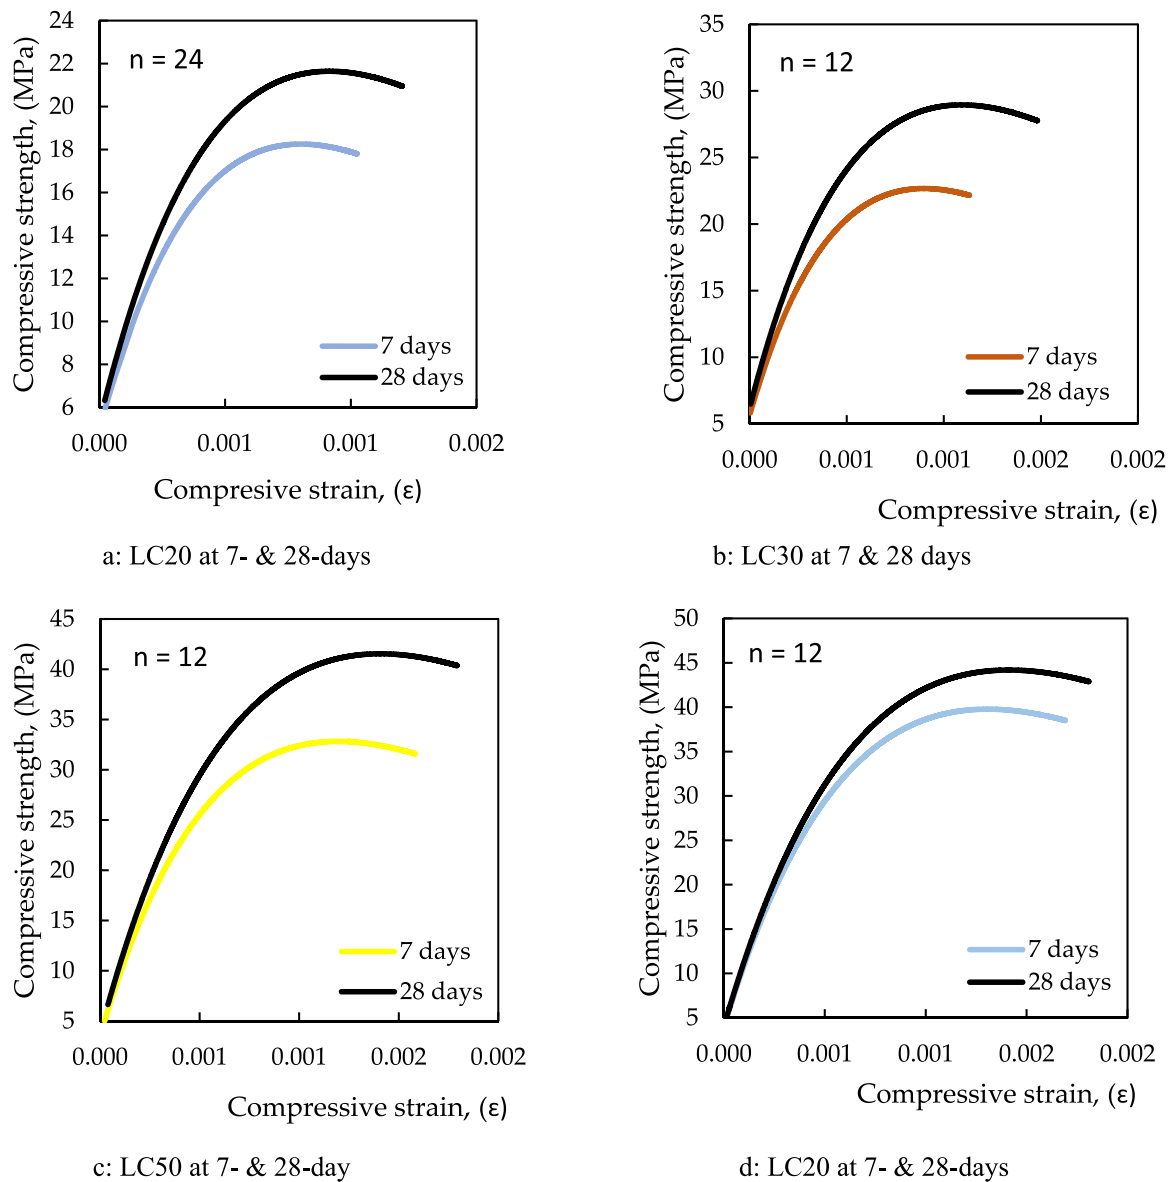 Compressive strength, (MPa)
24
22
20
18
16
14
12
10
8
6
n = 24
7 days
28 days
0.000 0.001 0.001 0.002
Compresive strain, (ε)
a: LC20 at 7- & 28-days
Compressive strength, (MPa)
35
30
25
20
15
10
5
n = 12
7 days
28 days
0.000 0.001 0.001 0.002 0.002
Compressive strain, (ε)
b: LC30 at 7 & 28 days
Compressive strength, (MPa)
45
40
35
30
25
20
15
10
5
n = 12
7 days
28 days
0.000 0.001 0.001 0.002 0.002
Compressive strain, (ε)
c: LC50 at 7- & 28-day
Compressive strength, (MPa)
50
45
40
35
30
25
20
15
10
5
n = 12
7 days
28 days
0.000 0.001 0.001 0.002 0.002
Compressive strain, (ε)
d: LC20 at 7- & 28-days